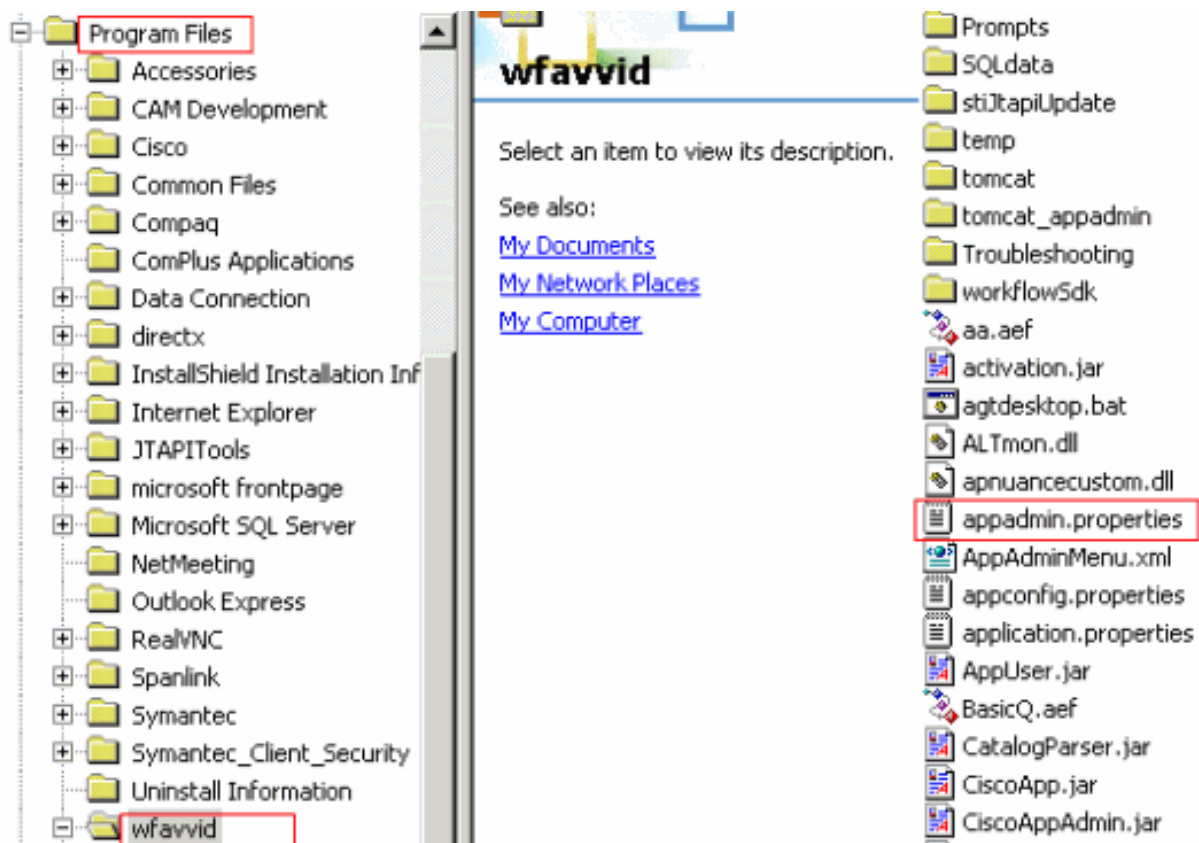 Program Files
Accessories
CAM Development
Cisco
Common Files
Compaq
ComPlus Applications
Data Connection
directx
InstallShield Installation Inf
Internet Explorer
JTAPITools
microsoft frontpage
Microsoft SQL Server
NetMeeting
Outlook Express
RealVNC
Spanlink
Symantec
Symantec_Client_Security
Uninstall Information
wfavvid
wfavvid
Select an item to view its description.
See also:
My Documents
My Network Places
My Computer
Prompts
SQLdata
stiJtapiUpdate
temp
tomcat
tomcat_appadmin
Troubleshooting
workflowSdk
aa.aef
activation.jar
agtdesktop.bat
ALTmon.dll
apnuancecustom.dll
appadmin.properties
AppAdminMenu.xml
appconfig.properties
application.properties
AppUser.jar
BasicQ.aef
CatalogParser.jar
CiscoApp.jar
CiscoAppAdmin.jar